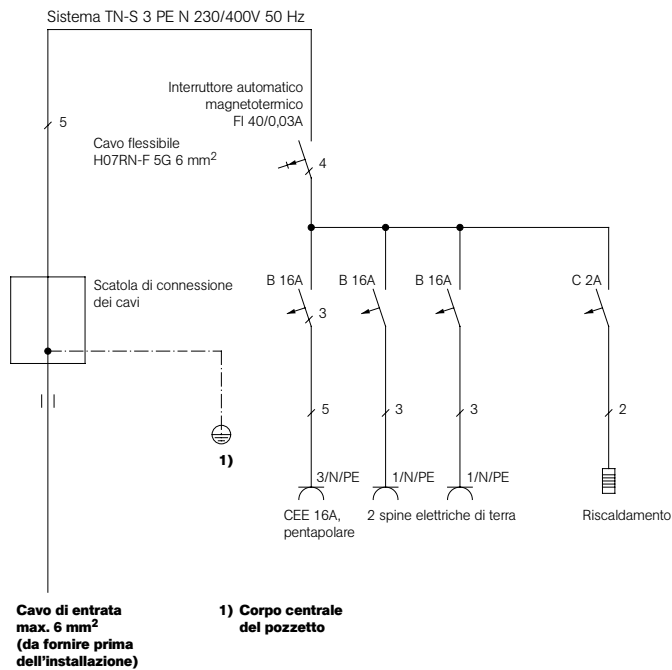 Sistema TN-S 3 PE N 230/400V 50 Hz
Interruttore automatico
magnetotermico
FI 40/0,03A
5
Cavo flessibile
H07RN-F 5G 6 mm²
4
Scatola di connessione
dei cavi
B 16A
B 16A
B 16A
C 2A
3
5
3
3
2
1)
3/N/PE
1/N/PE
1/N/PE
CEE 16A,
pentapolare
2 spine elettriche di terra
Riscaldamento
Cavo di entrata
max. 6 mm²
(da fornire prima
dell'installazione)
1) Corpo centrale
del pozzetto